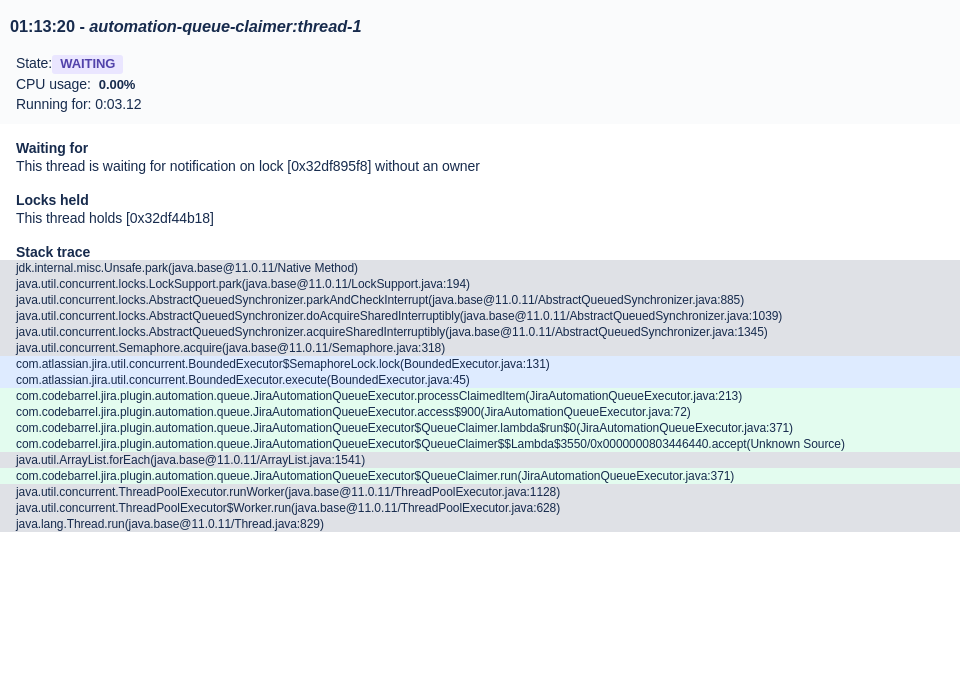 01:13:20 - automation-queue-claimer:thread-1
State: WAITING
CPU usage: 0.00%
Running for: 0:03.12
Waiting for
This thread is waiting for notification on lock [0x32df895f8] without an owner
Locks held
This thread holds [0x32df44b18]
Stack trace
jdk.internal.misc.Unsafe.park(java.base@11.0.11/Native Method)
java.util.concurrent.locks.LockSupport.park(java.base@11.0.11/LockSupport.java:194)
java.util.concurrent.locks.AbstractQueuedSynchronizer.parkAndCheckInterrupt(java.base@11.0.11/AbstractQueuedSynchronizer.java:885)
java.util.concurrent.locks.AbstractQueuedSynchronizer.doAcquireSharedInterruptibly(java.base@11.0.11/AbstractQueuedSynchronizer.java:1039)
java.util.concurrent.locks.AbstractQueuedSynchronizer.acquireSharedInterruptibly(java.base@11.0.11/AbstractQueuedSynchronizer.java:1345)
java.util.concurrent.Semaphore.acquire(java.base@11.0.11/Semaphore.java:318)
com.atlassian.jira.util.concurrent.BoundedExecutor$SemaphoreLock.lock(BoundedExecutor.java:131)
com.atlassian.jira.util.concurrent.BoundedExecutor.execute(BoundedExecutor.java:45)
com.codebarrel.jira.plugin.automation.queue.JiraAutomationQueueExecutor.processClaimedItem(JiraAutomationQueueExecutor.java:213)
com.codebarrel.jira.plugin.automation.queue.JiraAutomationQueueExecutor.access$900(JiraAutomationQueueExecutor.java:72)
com.codebarrel.jira.plugin.automation.queue.JiraAutomationQueueExecutor$QueueClaimer.lambda$run$0(JiraAutomationQueueExecutor.java:371)
com.codebarrel.jira.plugin.automation.queue.JiraAutomationQueueExecutor$QueueClaimer$$Lambda$3550/0x0000000803446440.accept(Unknown Source)
java.util.ArrayList.forEach(java.base@11.0.11/ArrayList.java:1541)
com.codebarrel.jira.plugin.automation.queue.JiraAutomationQueueExecutor$QueueClaimer.run(JiraAutomationQueueExecutor.java:371)
java.util.concurrent.ThreadPoolExecutor.runWorker(java.base@11.0.11/ThreadPoolExecutor.java:1128)
java.util.concurrent.ThreadPoolExecutor$Worker.run(java.base@11.0.11/ThreadPoolExecutor.java:628)
java.lang.Thread.run(java.base@11.0.11/Thread.java:829)